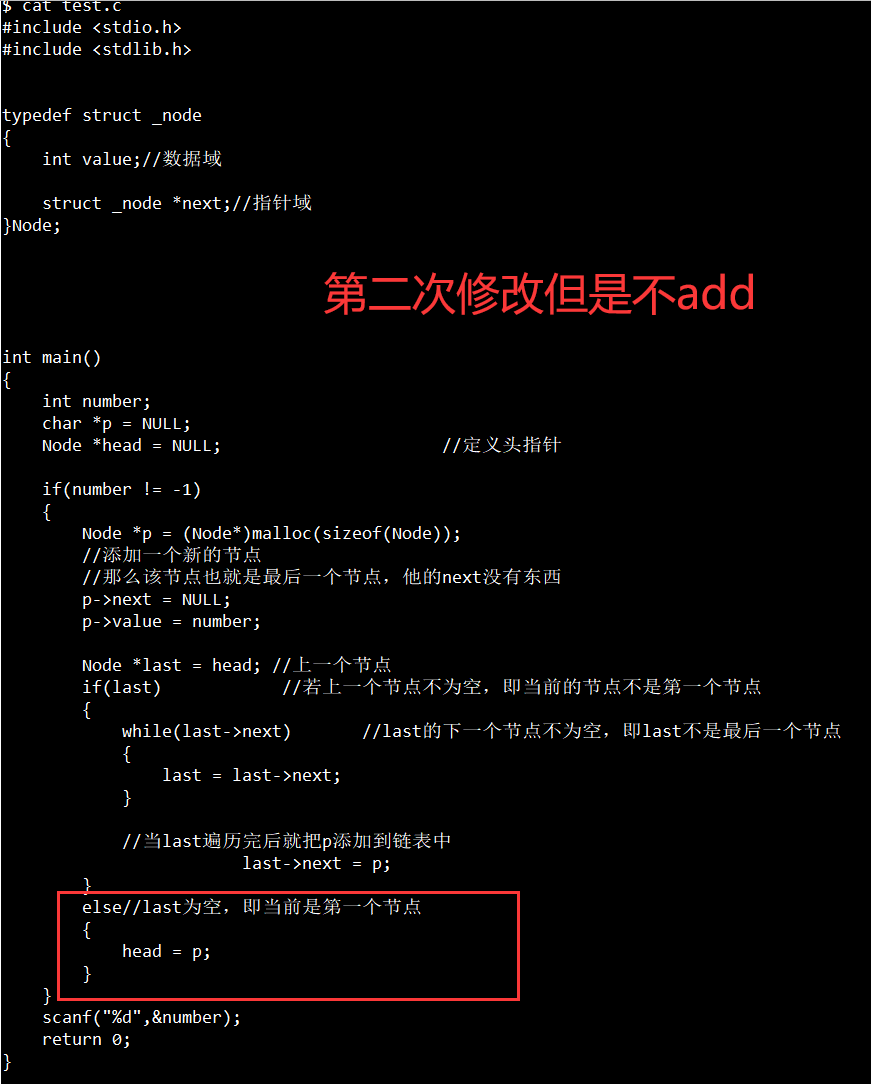 $ cat test.c
#include <stdio.h>
#include <stdlib.h>
typedef struct _node
{
int value;//数据域
struct _node *next;//指针域
}Node;
第二次修改但是不add
int main()
{
int number;
char *p = NULL;
Node *head = NULL; //定义头指针
if(number != -1)
{
Node *p = (Node*)malloc(sizeof(Node));
//添加一个新的节点
//那么该节点也就是最后一个节点，他的next没有东西
p->next = NULL;
p->value = number;
Node *last = head; //上一个节点
if(last) //若上一个节点不为空，即当前的节点不是第一个节点
{
while(last->next) //last的下一个节点不为空，即last不是最后一个节点
{
last = last->next;
}
//当last遍历完后就把p添加到链表中
last->next = p;
}
else//last为空，即当前是第一个节点
{
head = p;
}
}
scanf("%d",&number);
return 0;
}